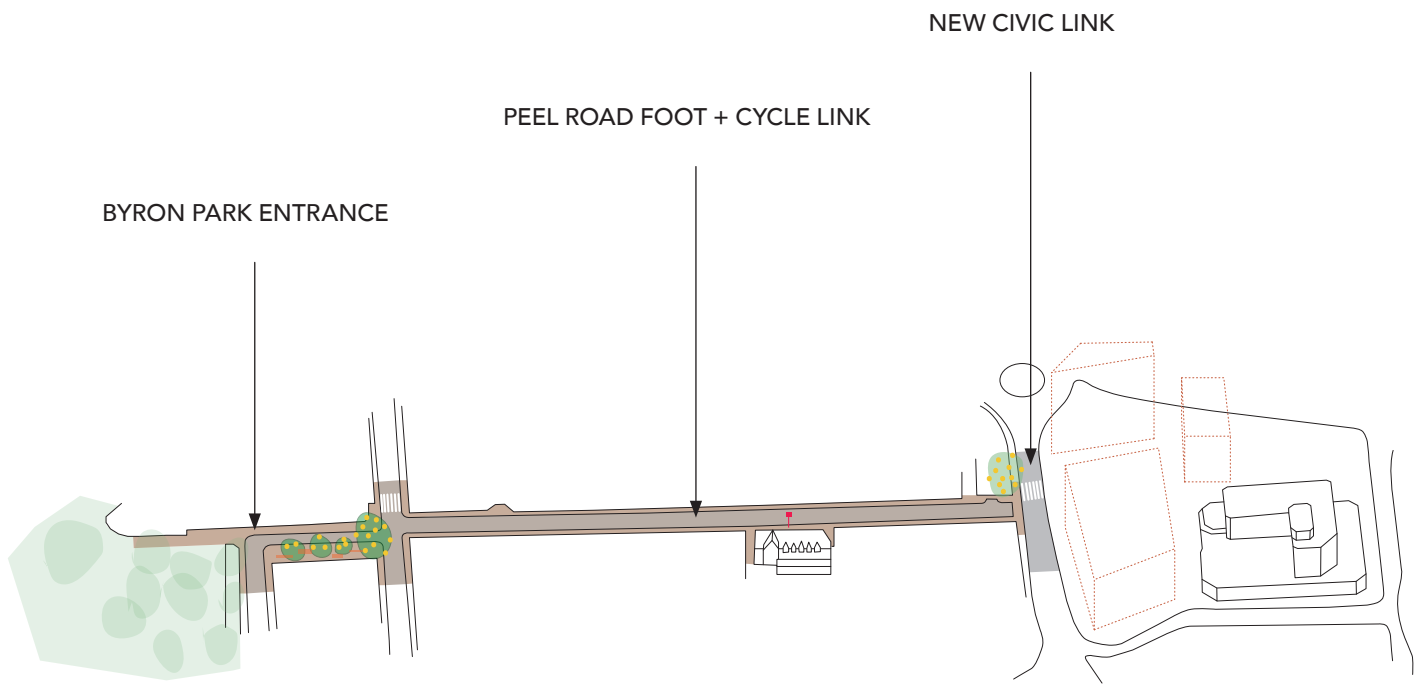 NEW CIVIC LINK
PEEL ROAD FOOT + CYCLE LINK
BYRON PARK ENTRANCE